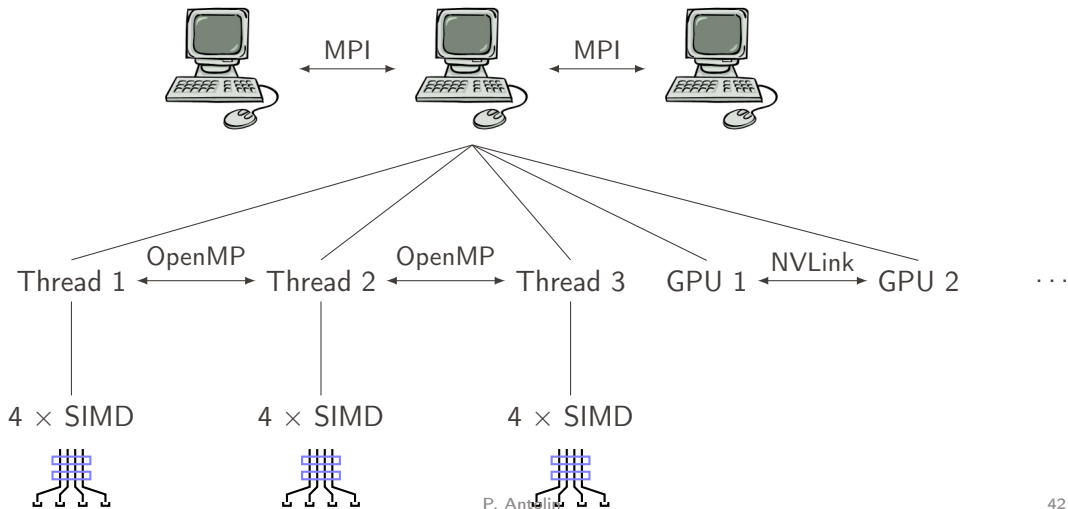 MPI MPI
OpenMP OpenMP NVLink
Thread 1 Thread 2 Thread 3 GPU 1 GPU 2 · · ·
4 × SIMD 4 × SIMD 4 × SIMD
P. Antolin 42